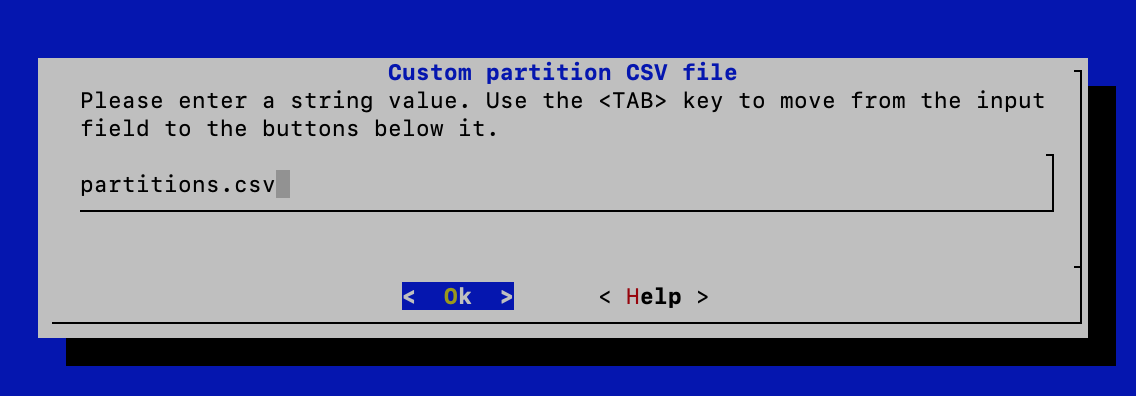 Custom partition CSV file
Please enter a string value. Use the <TAB> key to move from the input
field to the buttons below it.
partitions.csv
<  Ok  > < Help >